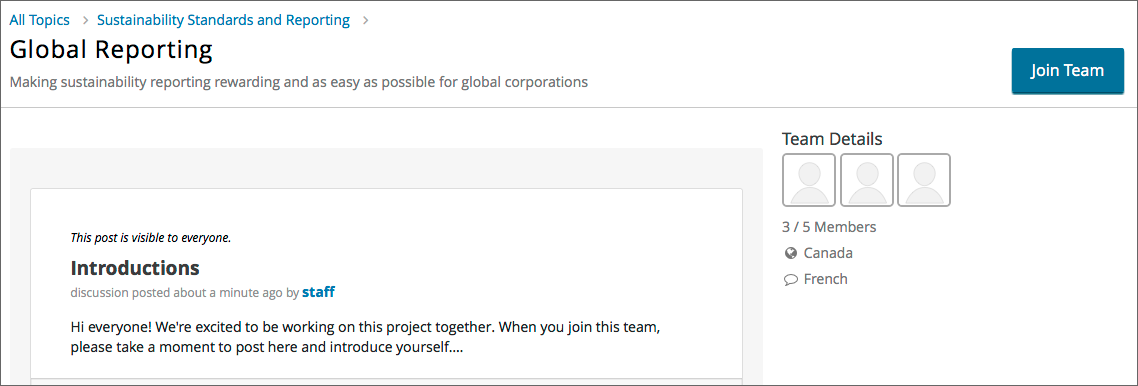 All Topics > Sustainability Standards and Reporting >
Global Reporting
Making sustainability reporting rewarding and as easy as possible for global corporations
Join Team
This post is visible to everyone.
Introductions
discussion posted about a minute ago by staff
Hi everyone! We're excited to be working on this project together. When you join this team,
please take a moment to post here and introduce yourself....
Team Details
3 / 5 Members
Canada
French